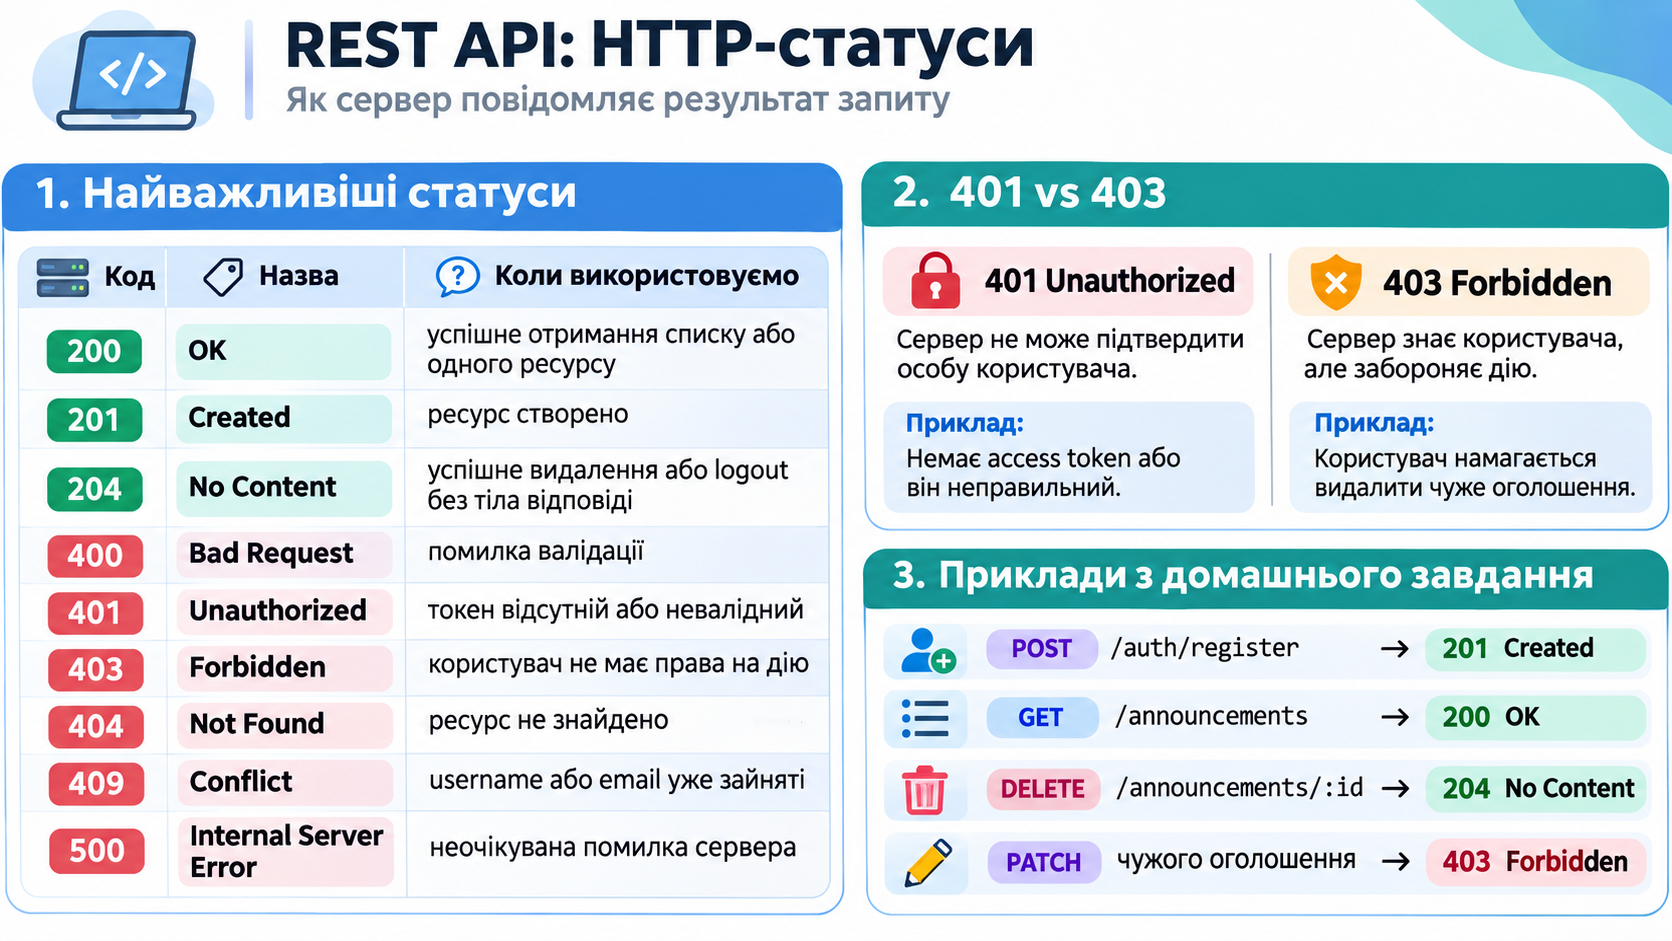 REST API: HTTP-статуси
Як сервер повідомляє результат запиту
1. Найважливіші статуси
Код Назва Коли використовуємо
200 OK успішне отримання списку або
одного ресурсу
201 Created ресурс створено
204 No Content успішне видалення або logout
без тіла відповіді
400 Bad Request помилка валідації
401 Unauthorized токен відсутній або невалідний
403 Forbidden користувач не має права на дію
404 Not Found ресурс не знайдено
409 Conflict username або email уже зайняті
500 Internal Server
Error
неочікувана помилка сервера
2. 401 vs 403
401 Unauthorized
Сервер не може підтвердити
особу користувача.
Приклад:
Немає access token або
він неправильний.
403 Forbidden
Сервер знає користувача,
але забороняє дію.
Приклад:
Користувач намагається
видалити чуже оголошення.
3. Приклади з домашнього завдання
POST /auth/register → 201 Created
GET /announcements → 200 OK
DELETE /announcements/:id → 204 No Content
PATCH чужого оголошення → 403 Forbidden